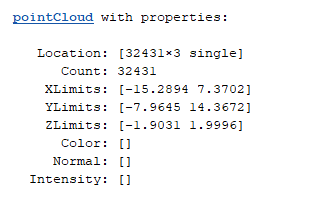 pointCloud with properties:
Location: [32431×3 single]
Count: 32431
XLimits: [-15.2894 7.3702]
YLimits: [-7.9645 14.3672]
ZLimits: [-1.9031 1.9996]
Color: []
Normal: []
Intensity: []